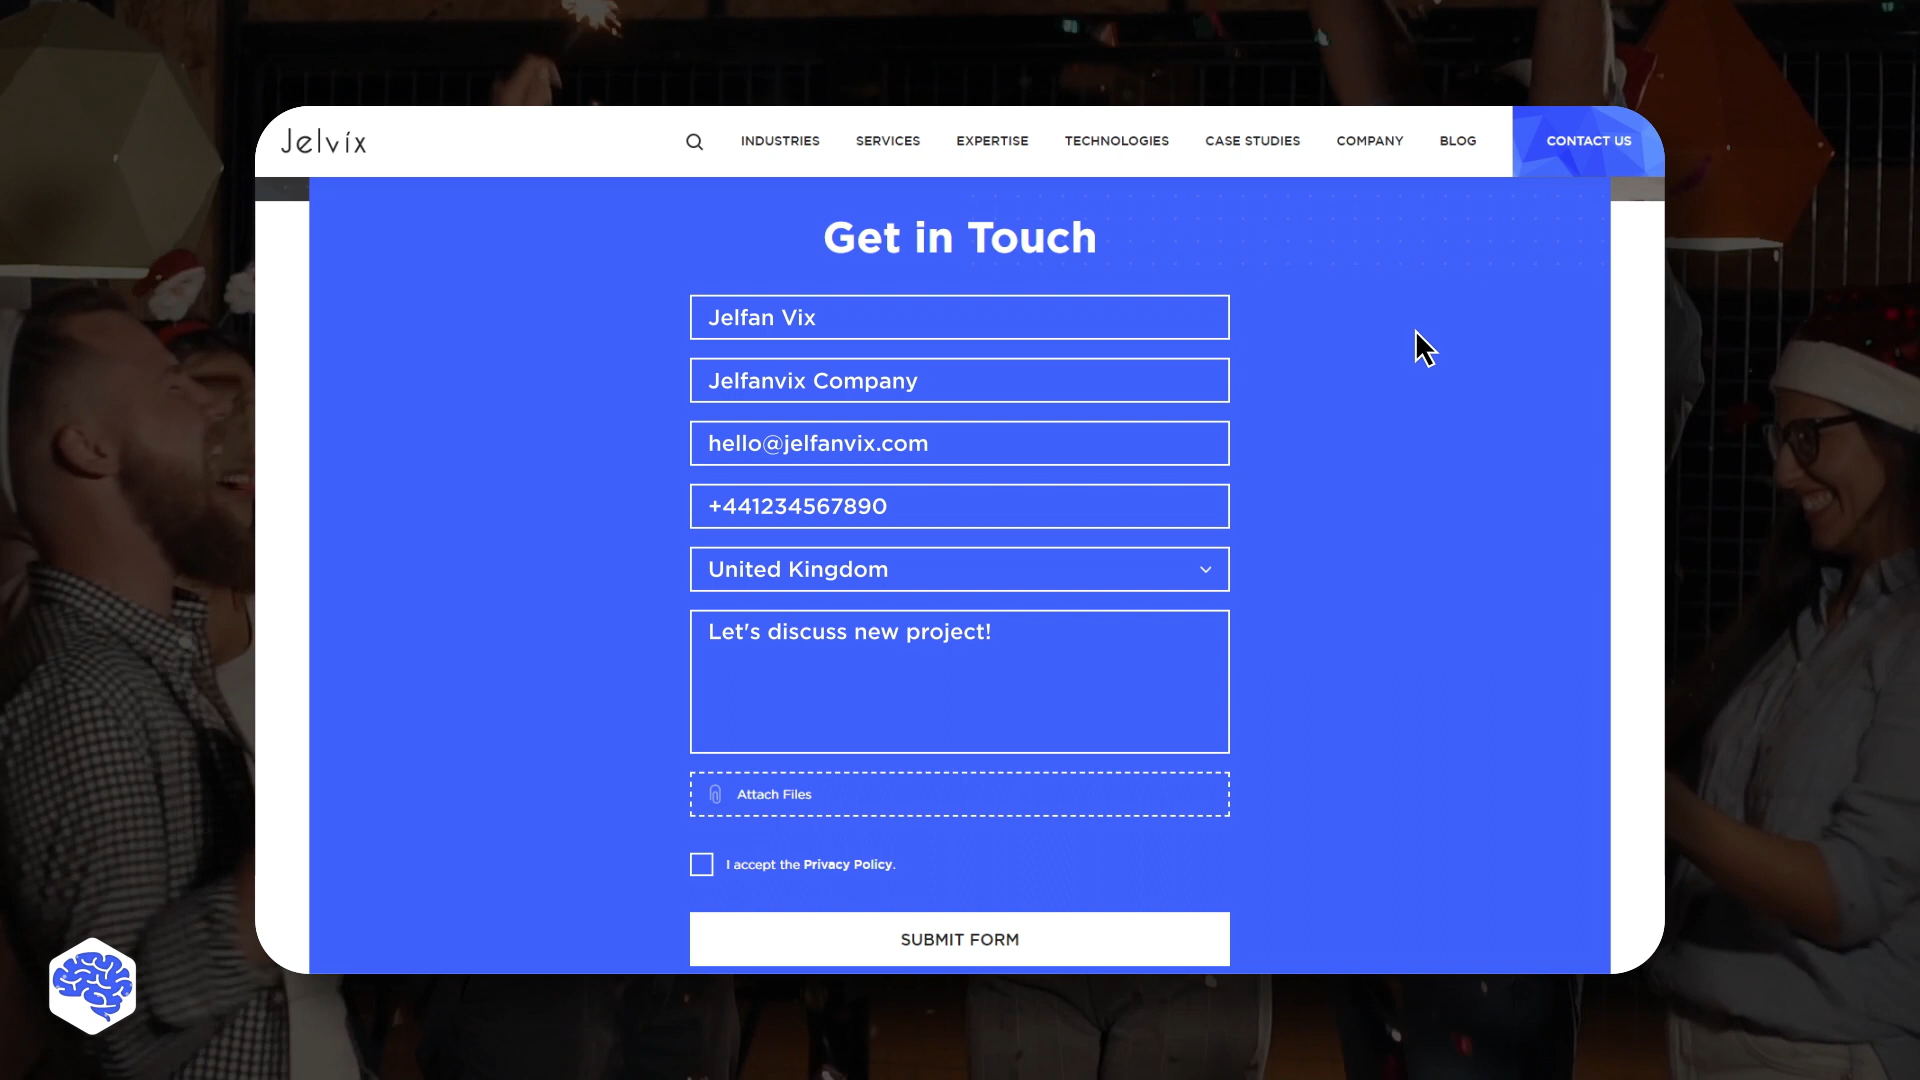 Jelvix
INDUSTRIES SERVICES EXPERTISE TECHNOLOGIES CASE STUDIES COMPANY BLOG CONTACT US
Get in Touch
Jelfan Vix
Jelfanvix Company
hello@jelfanvix.com
+441234567890
United Kingdom
Let's discuss new project!
Attach Files
I accept the Privacy Policy.
SUBMIT FORM